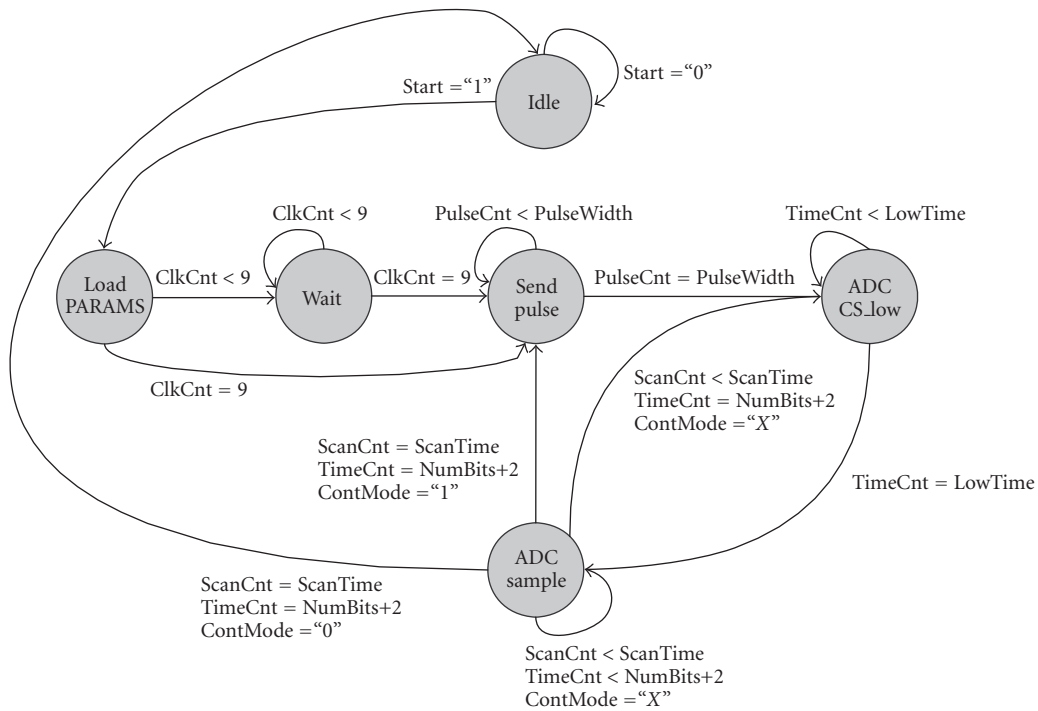 Start =“1”
Start =“0”
Idle
ClkCnt < 9
PulseCnt < PulseWidth
TimeCnt < LowTime
Load
PARAMS
ClkCnt < 9
Wait
ClkCnt = 9
Send
pulse
PulseCnt = PulseWidth
ADC
CS_low
ClkCnt = 9
ScanCnt < ScanTime
TimeCnt = NumBits+2
ContMode =“X”
ScanCnt = ScanTime
TimeCnt = NumBits+2
ContMode =“1”
TimeCnt = LowTime
ADC
sample
ScanCnt = ScanTime
TimeCnt = NumBits+2
ContMode =“0”
ScanCnt < ScanTime
TimeCnt < NumBits+2
ContMode =“X”